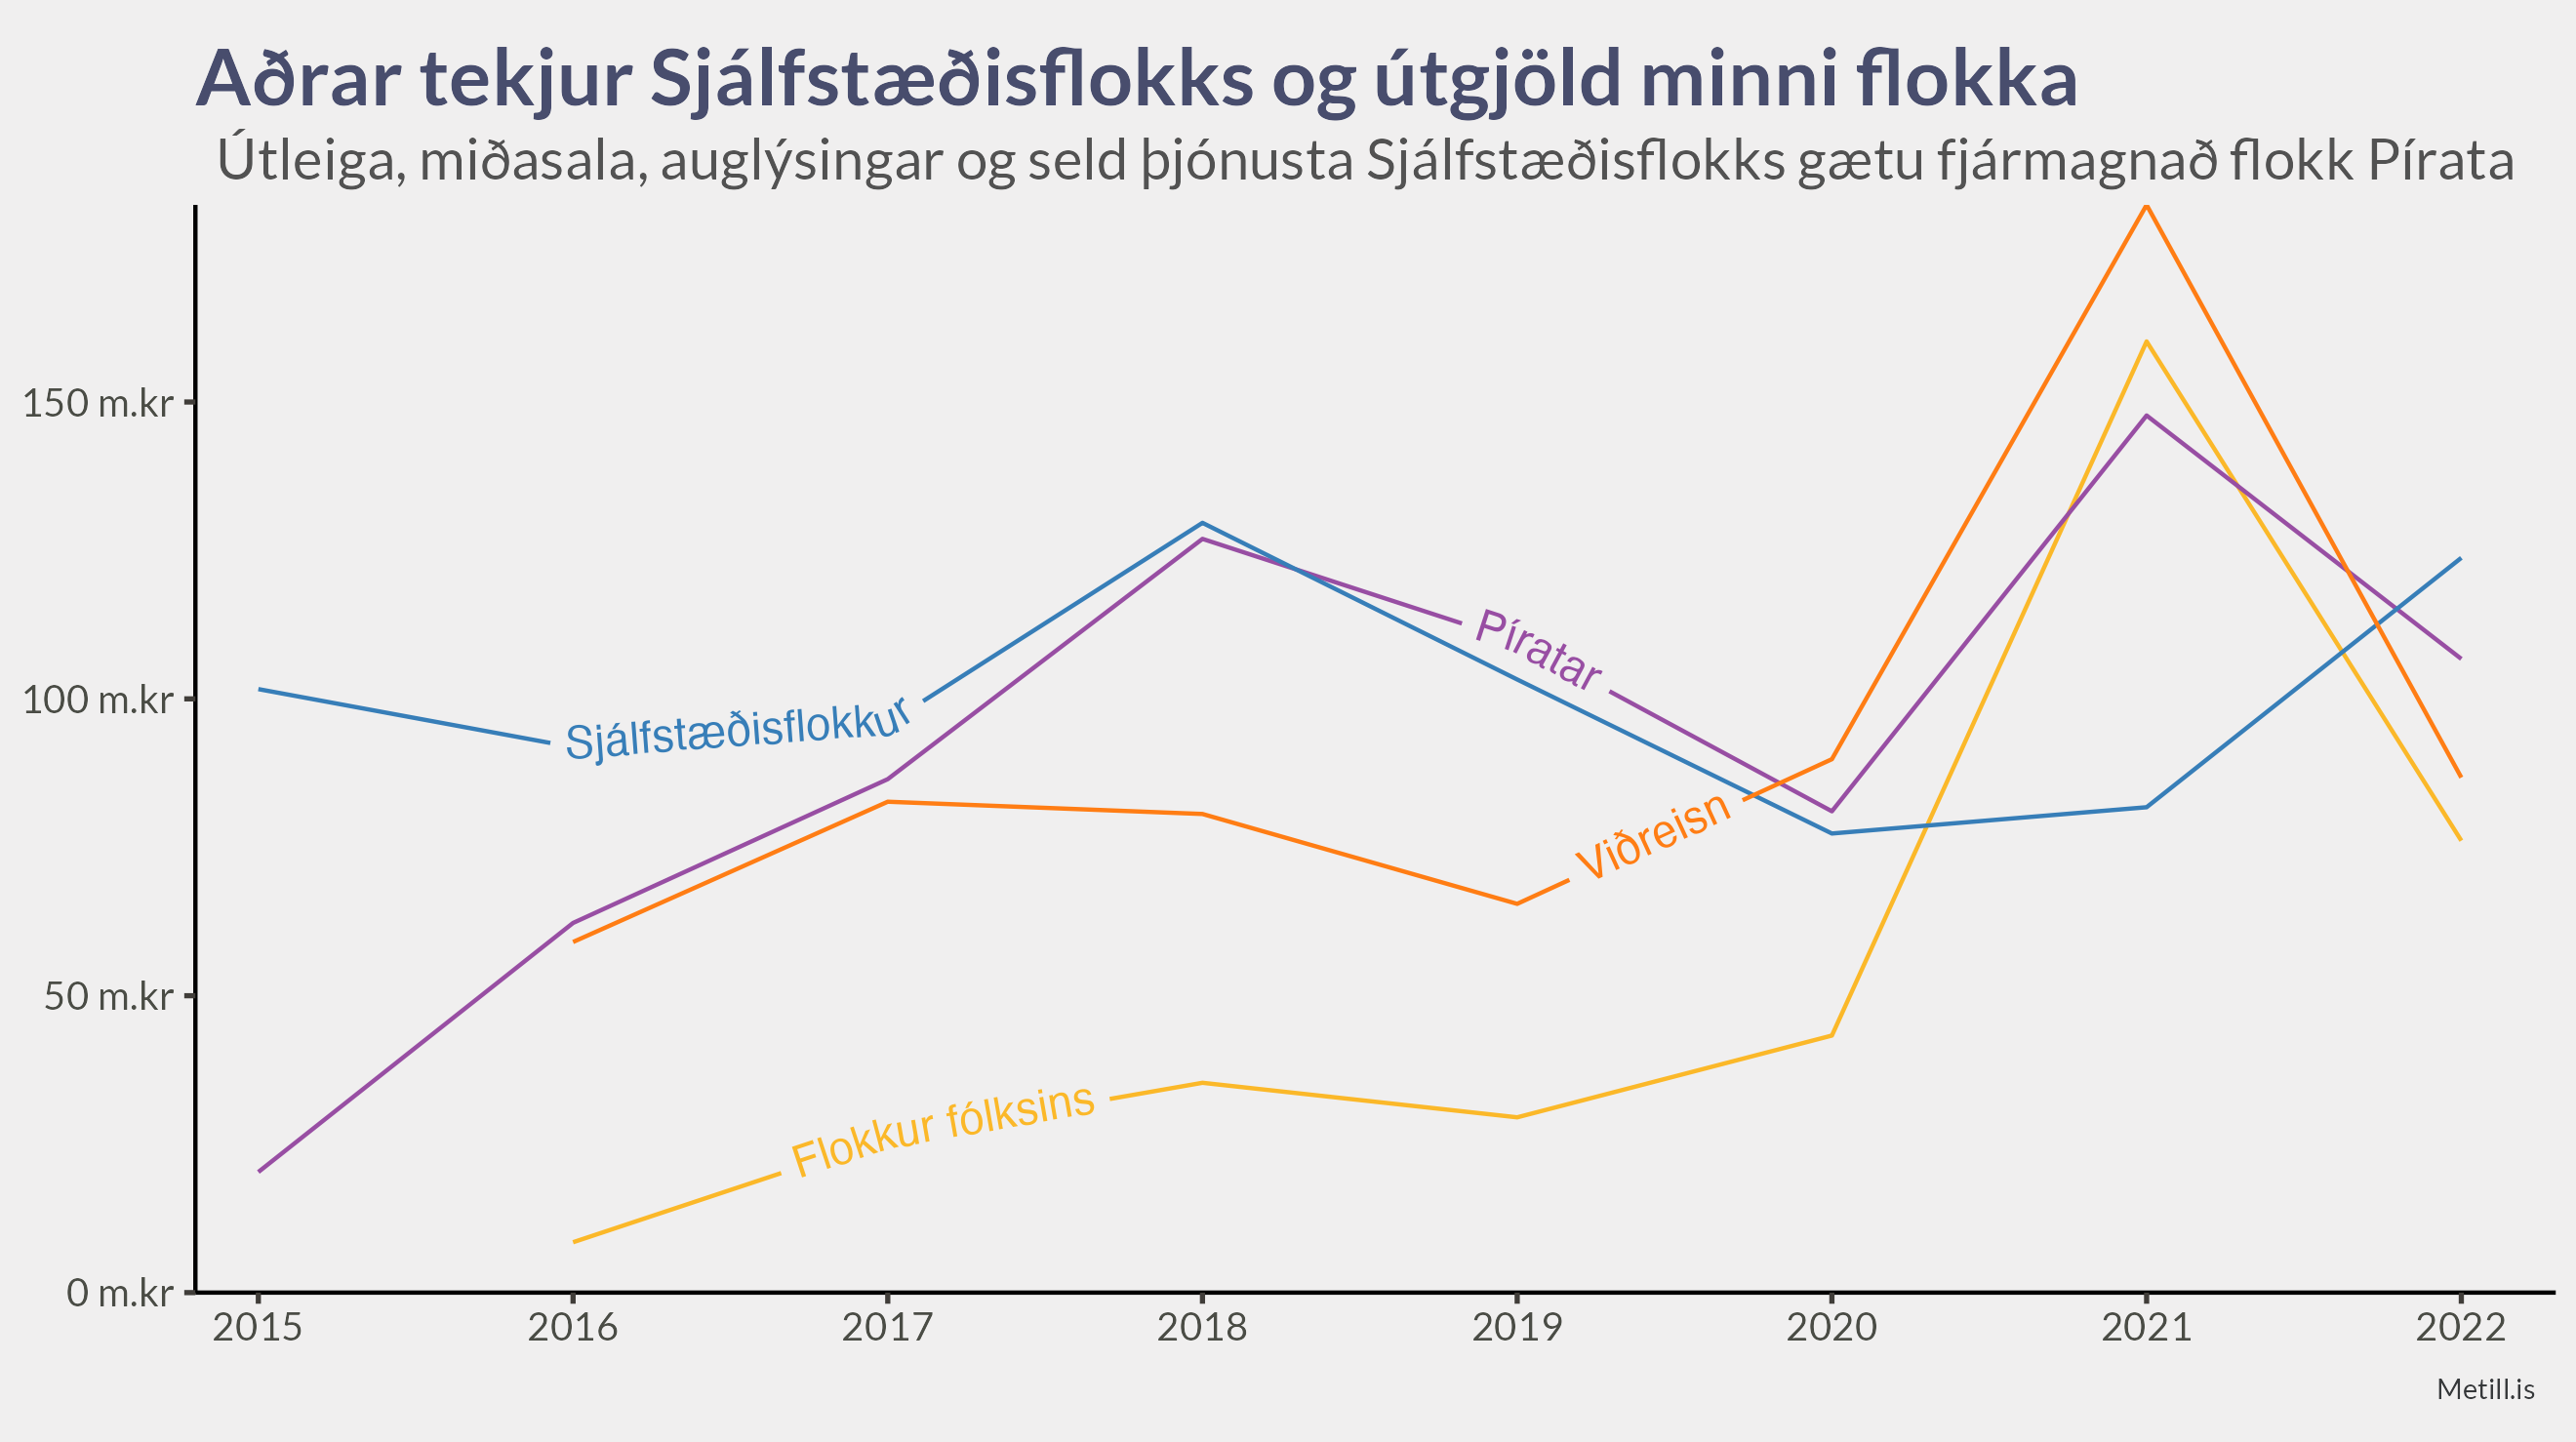 Aðrar tekjur Sjálfstæðisflokks og útgjöld minni flokka
Útleiga, miðasala, auglýsingar og seld þjónusta Sjálfstæðisflokks gætu fjármagnað flokk Pírata
150 m.kr
100 m.kr
50 m.kr
0 m.kr
Sjálfstæðisflokkur
Píratar
Viðreisn
Flokkur fólksins
2015 2016 2017 2018 2019 2020 2021 2022
Metill.is